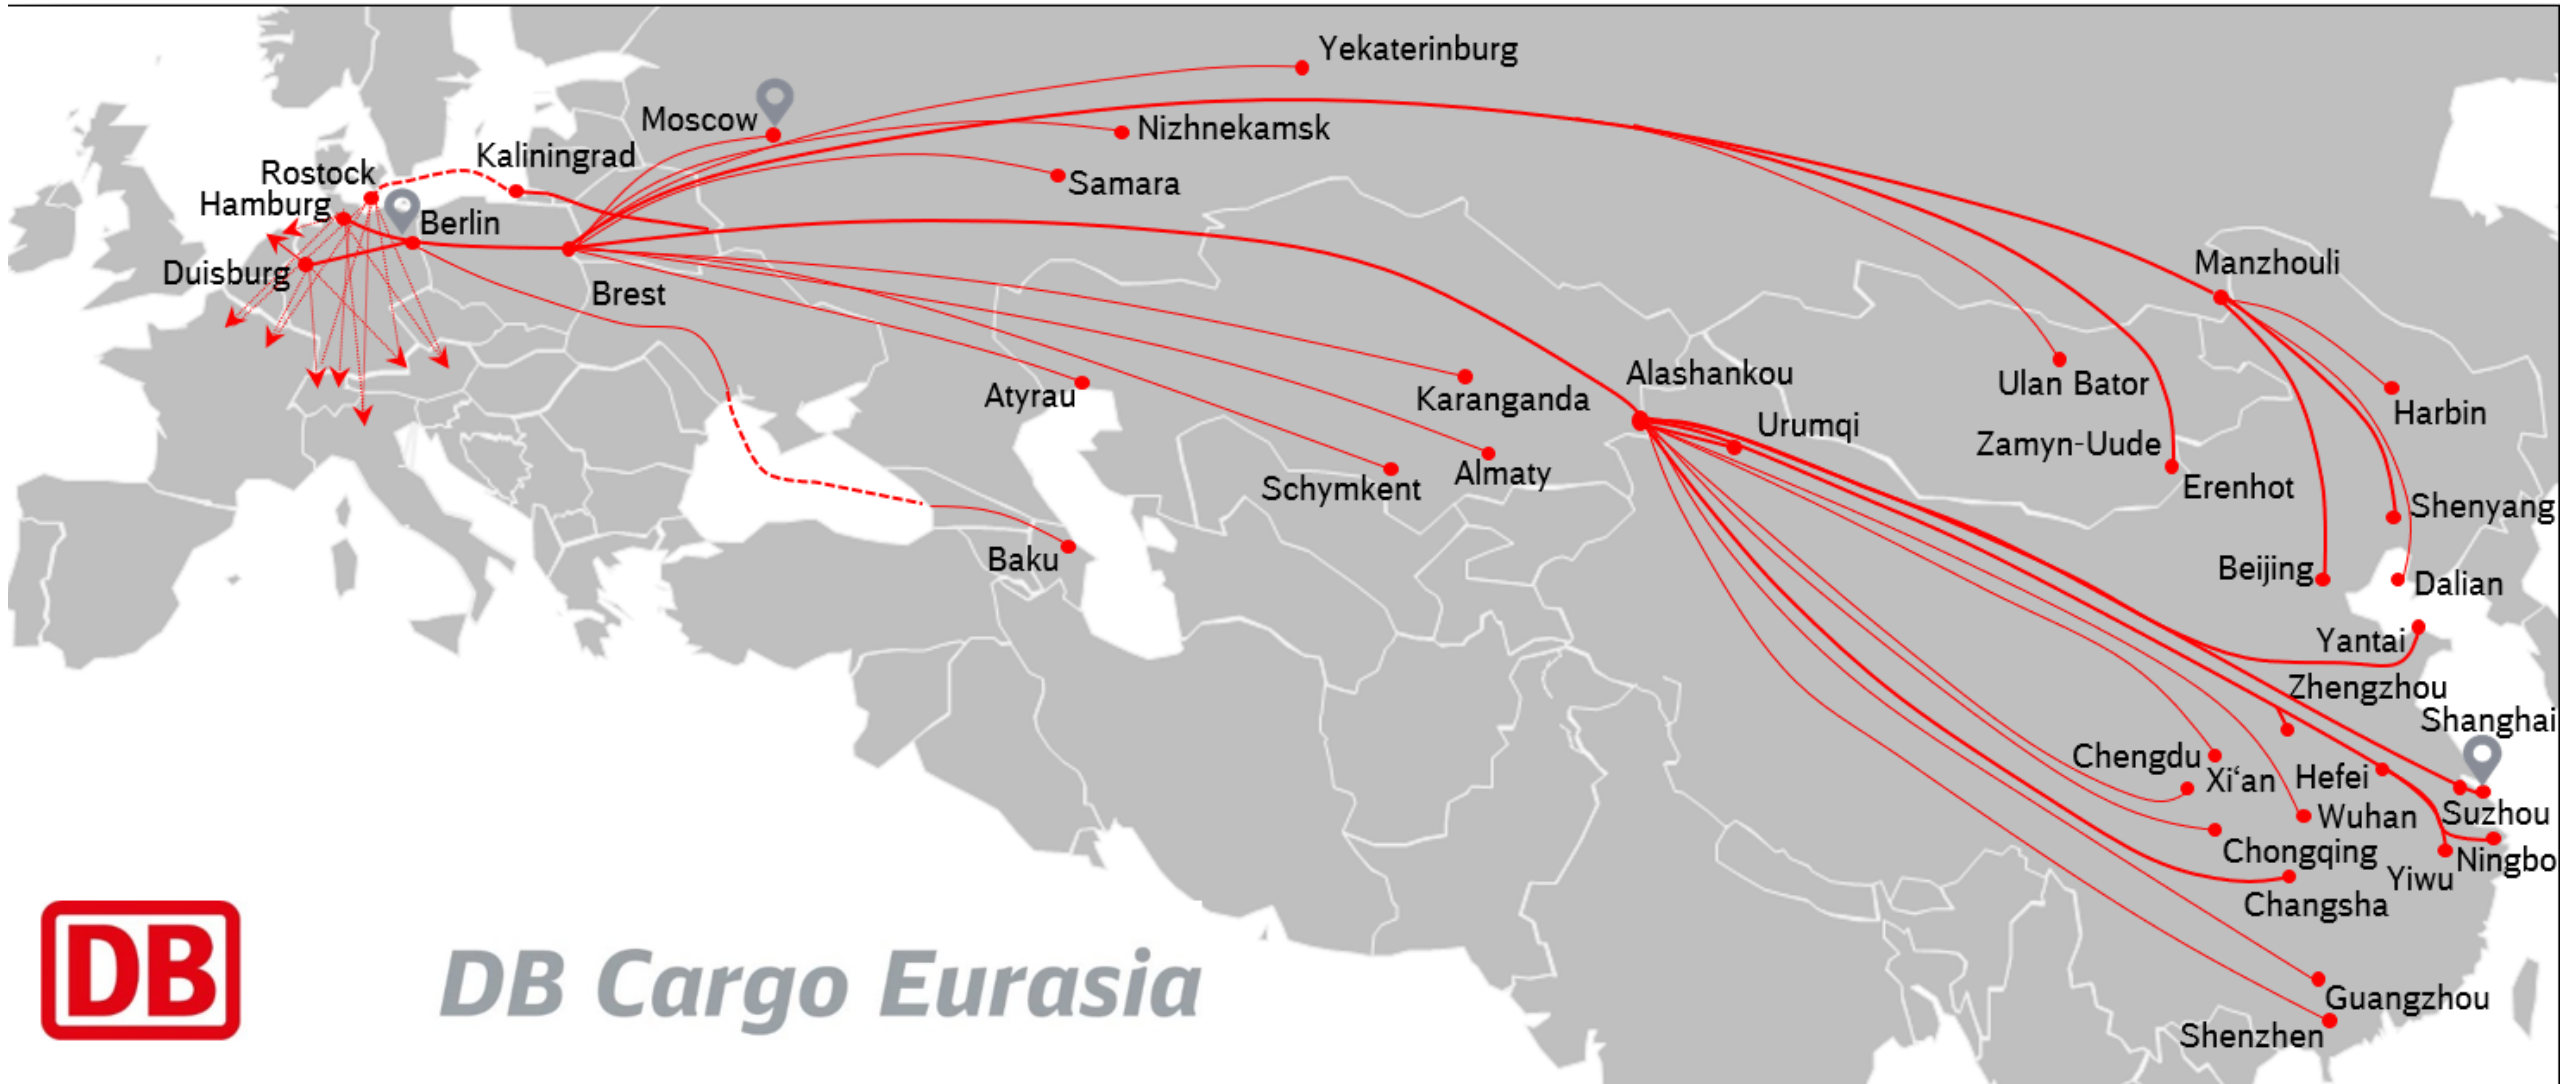 Yekaterinburg
Moscow
Nizhnekamsk
Kaliningrad
Rostock
Samara
Hamburg
Berlin
Duisburg
Brest
Manzhouli
Atyrau
Karanganda
Alashankou
Ulan Bator
Harbin
Urumqi
Zamyn-Uude
Almaty
Schymkent
Erenhot
Shenyang
Baku
Beijing
Dalian
Yantai
Zhengzhou
Shanghai
Chengdu
Xi‘an
Hefei
Wuhan
Suzhou
Chongqing
Ningbo
Yiwu
Changsha
Guangzhou
Shenzhen
DB
DB Cargo Eurasia